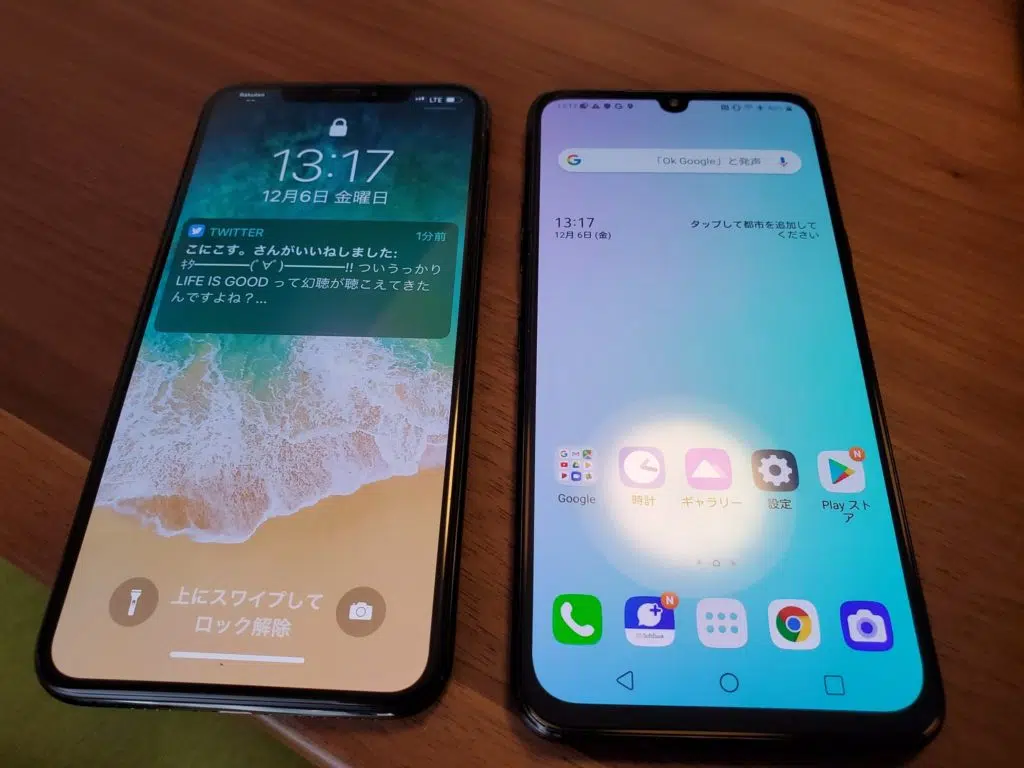 Rakuten
LTE
13:17
12月6日 金曜日
TWITTER
1分前
こにこす。さんがいいねしました:
ｷﾀ━━━(ﾟ∀ﾟ)━━━!! ついうっかり
LIFE IS GOOD って幻聴が聴こえてきた
んですよね？...
上にスワイプして
ロック解除
13:17
「Ok Google」と発声
13:17
12月 6日 (金)
タップして都市を追加して
ください
Google
時計
ギャラリー
設定
N
Play スト
ア
N
SoftBank